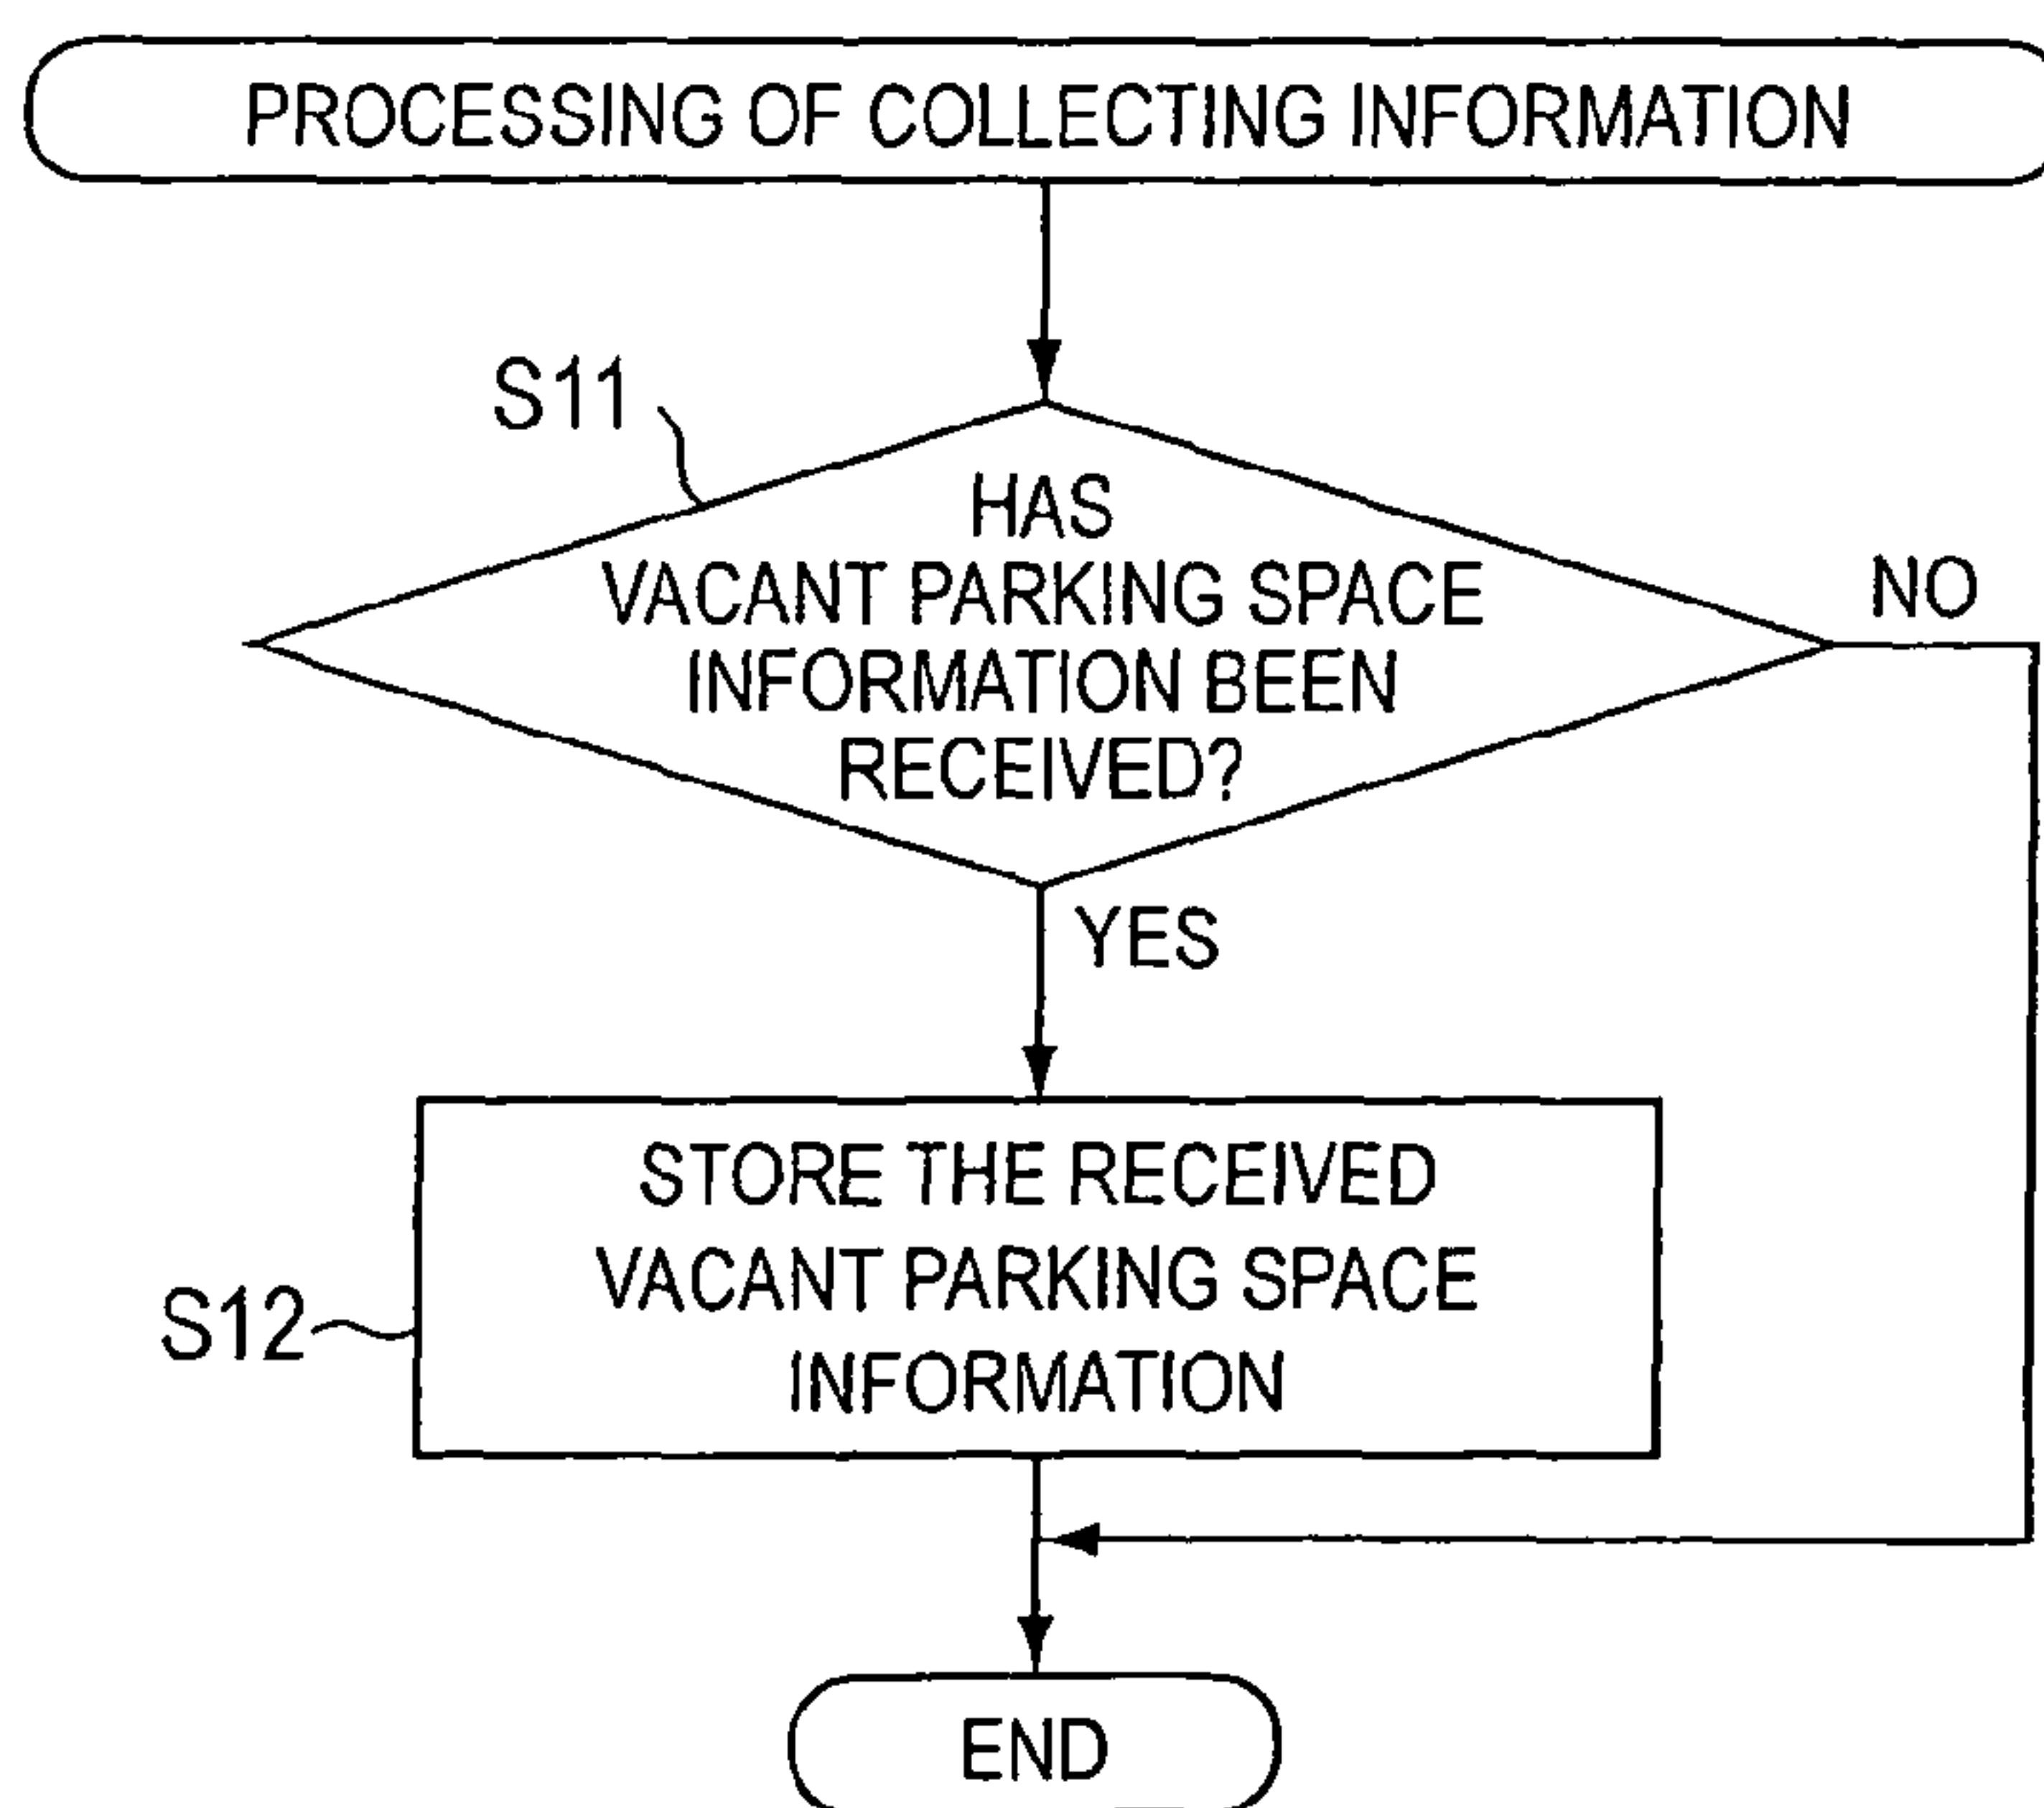 PROCESSING OF COLLECTING INFORMATION
S11
HAS
VACANT PARKING SPACE
INFORMATION BEEN
RECEIVED?
NO
YES
STORE THE RECEIVED
VACANT PARKING SPACE
INFORMATION
S12
END